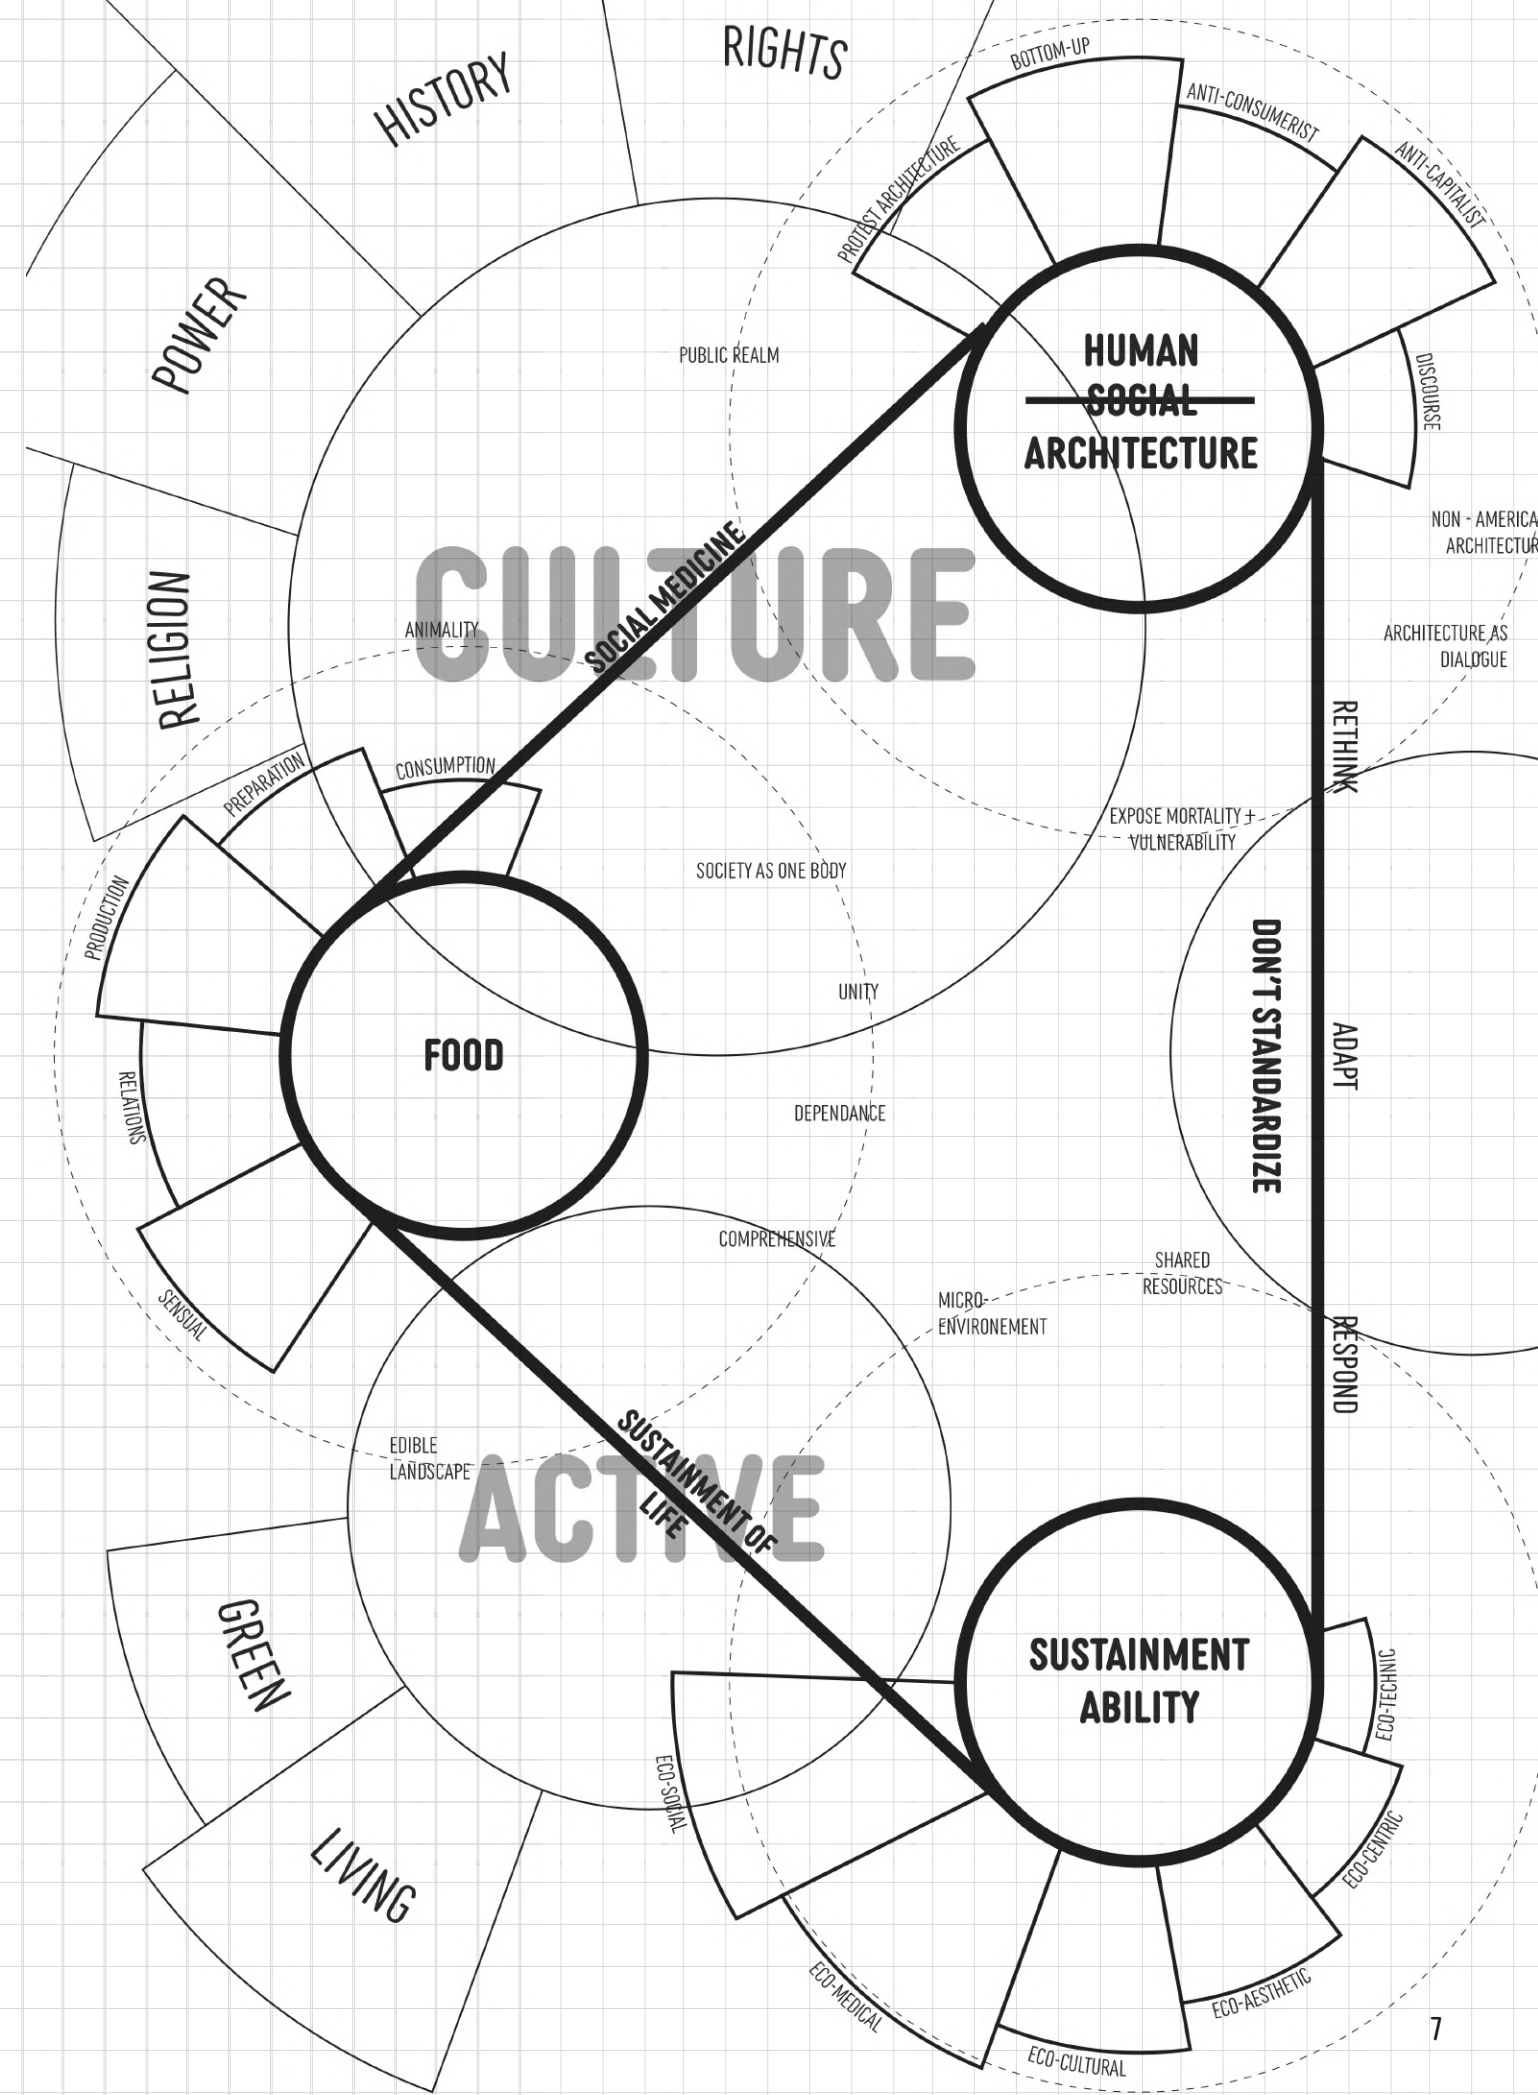 RIGHTS
HISTORY
BOTTOM-UP
ANTI-CONSUMERIST
ANTI-CAPITALIST
PROTEST ARCHITECTURE
POWER
PUBLIC REALM
HUMAN
SOCIAL
ARCHITECTURE
DISCOURSE
NON - AMERICA
ARCHITECTUR
SOCIAL MEDICINE
CULTURE
ANIMALITY
RELIGION
ARCHITECTURE AS
DIALOGUE
RETHINK
PREPARATION
CONSUMPTION
EXPOSE MORTALITY +
VULNERABILITY
SOCIETY AS ONE BODY
PRODUCTION
UNITY
DON'T STANDARDIZE
ADAPT
FOOD
RELATIONS
DEPENDANCE
COMPREHENSIVE
SHARED
RESOURCES
MICRO-
ENVIRONEMENT
SENSUAL
RESPOND
EDIBLE
LANDSCAPE
SUSTAINMENT OF
LIFE
ACTIVE
GREEN
SUSTAINMENT
ABILITY
ECO-TECHNIC
ECO-SOCIAL
ECO-CENTRIC
LIVING
ECO-MEDICAL
ECO-AESTHETIC
ECO-CULTURAL
7